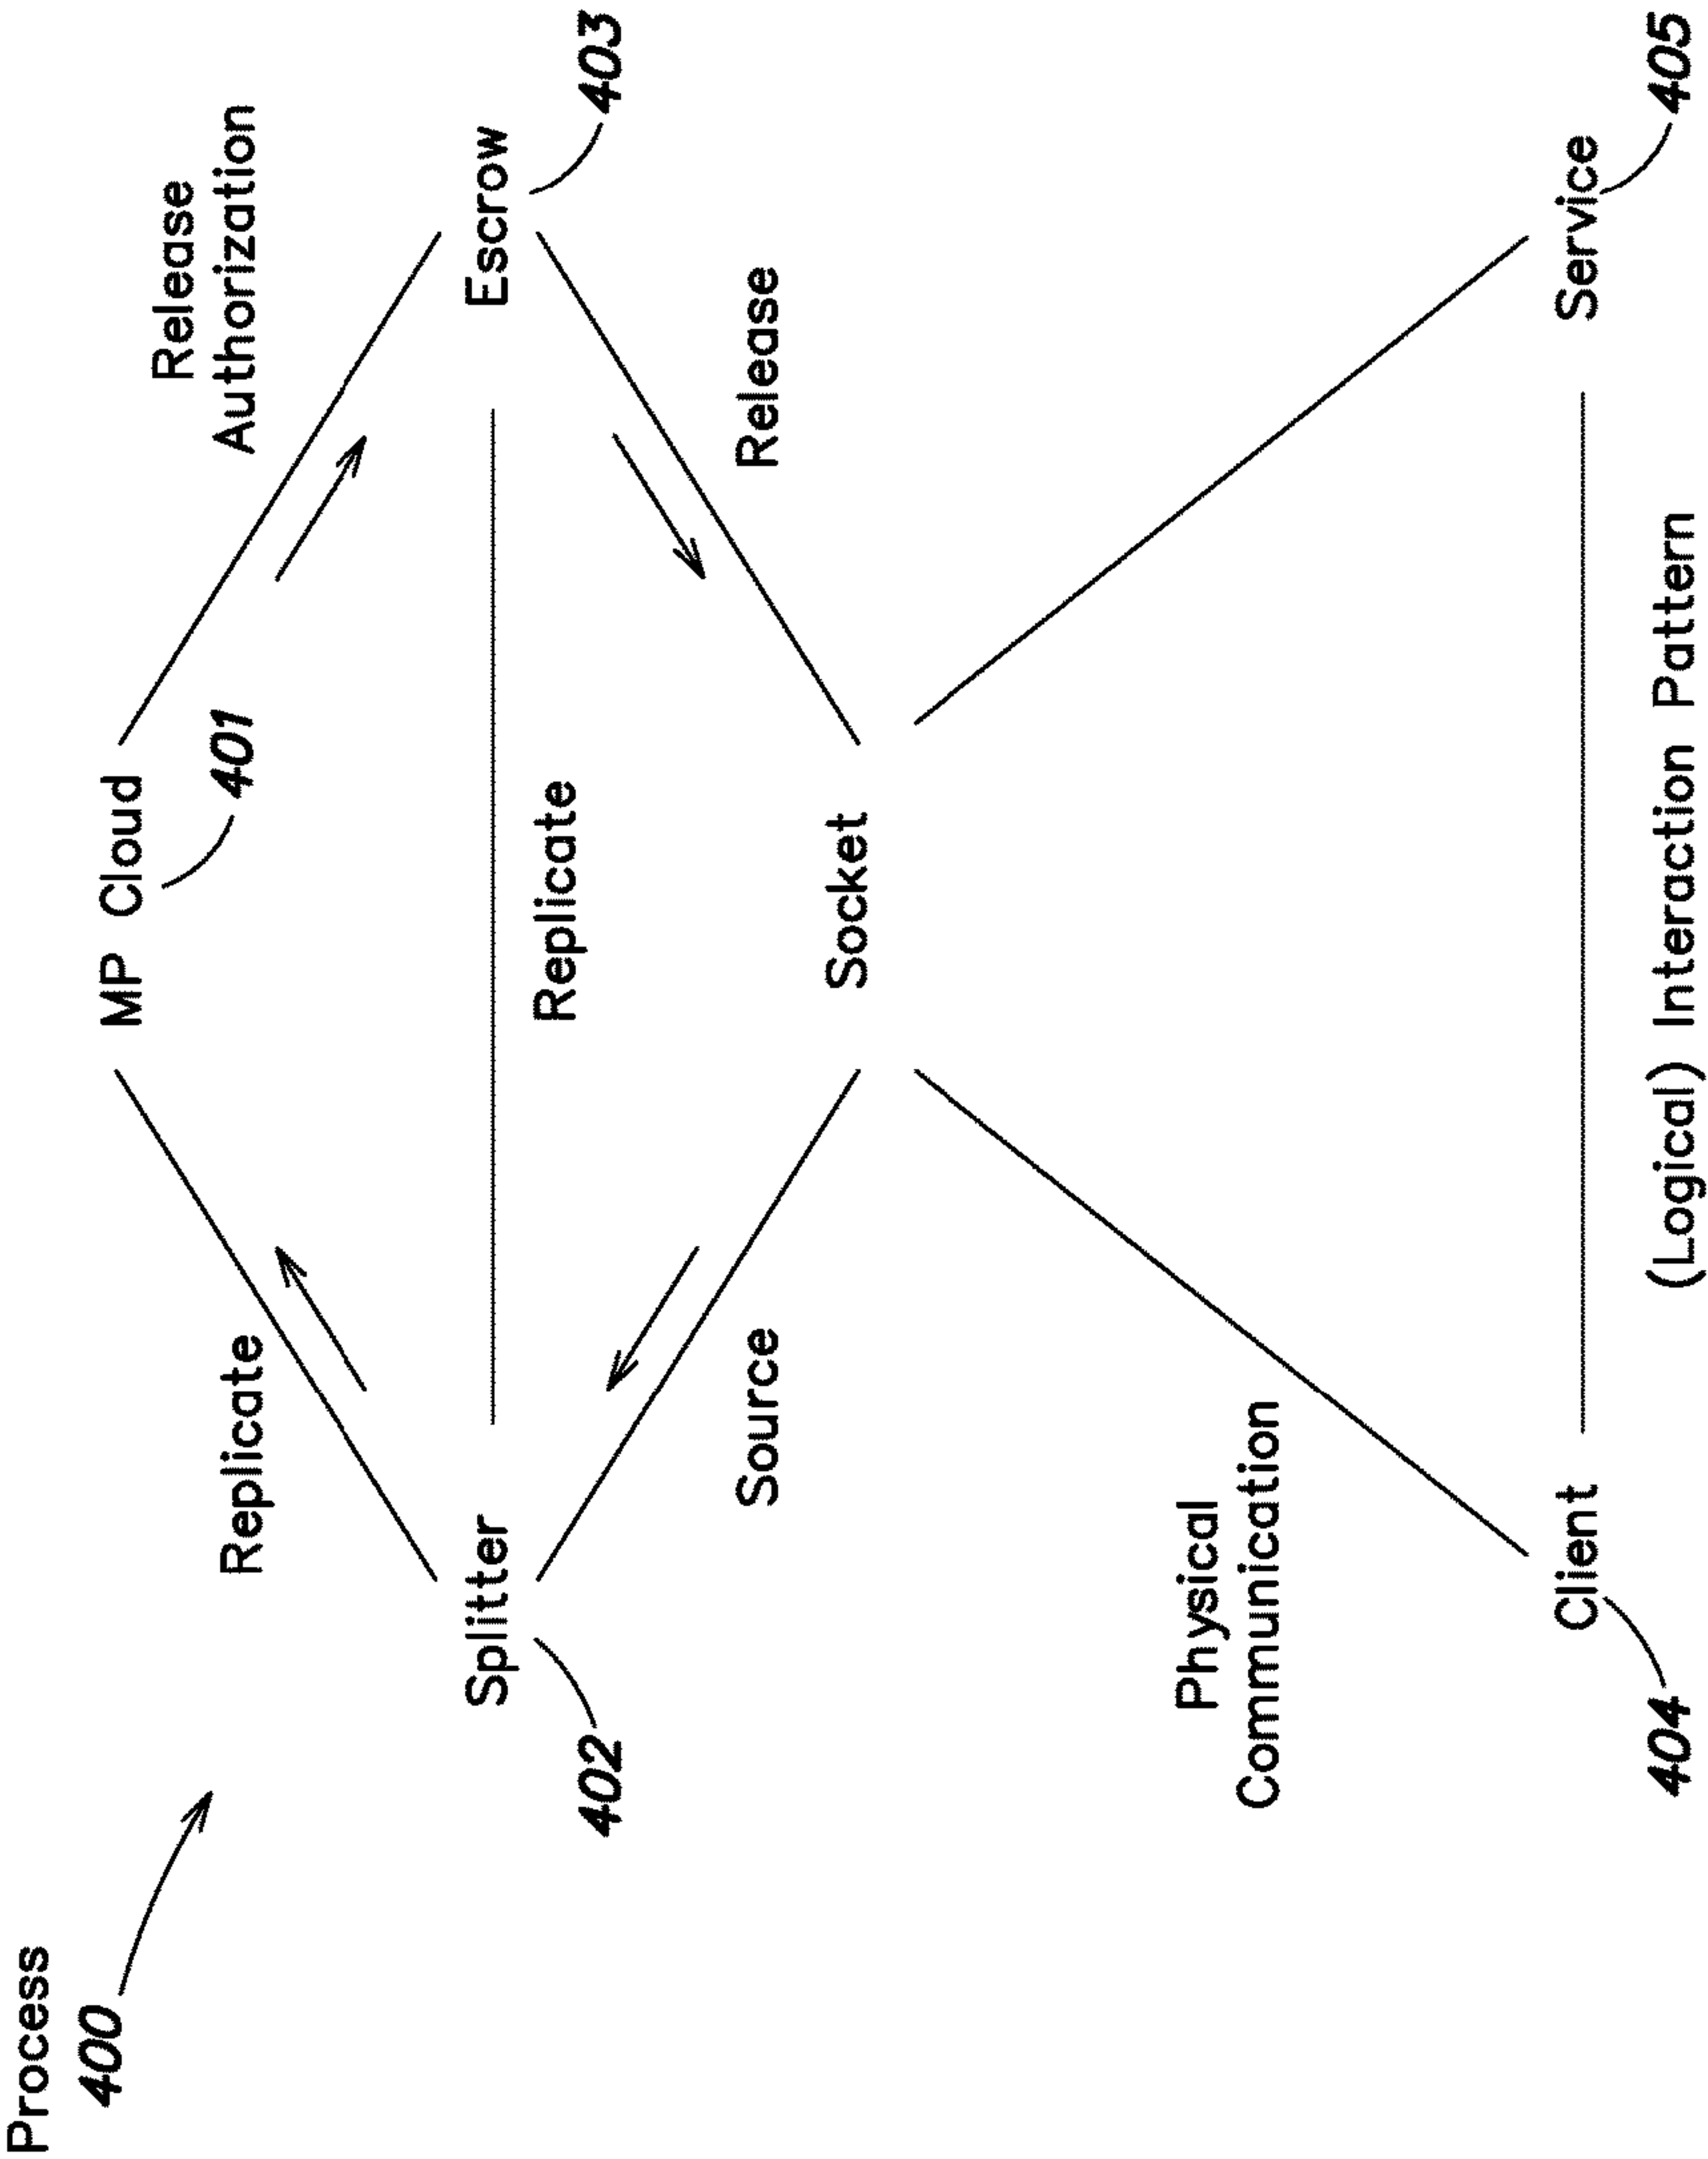 Process
400
MP Cloud
401
Release
Authorization
Replicate
Splitter
402
Escrow
403
Replicate
Source
Release
Socket
Physical
Communication
Client
404
Service
405
(Logical) Interaction Pattern